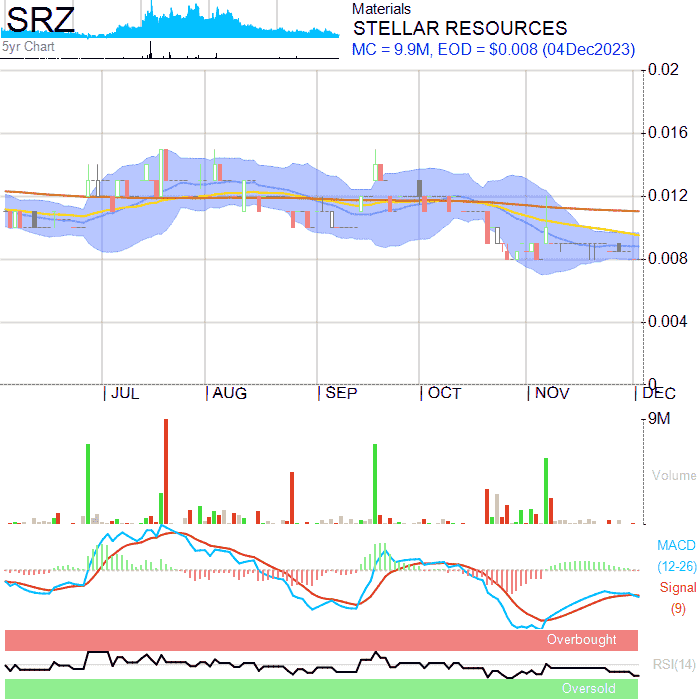 SRZ
5yr Chart
Materials
STELLAR RESOURCES
MC = 9.9M, EOD = $0.008 (04Dec2023)
0.02
0.016
0.012
0.008
0.004
0
JUL AUG SEP OCT NOV DEC
9M
Volume
MACD
(12-26)
Signal
(9)
Overbought
RSI(14)
Oversold